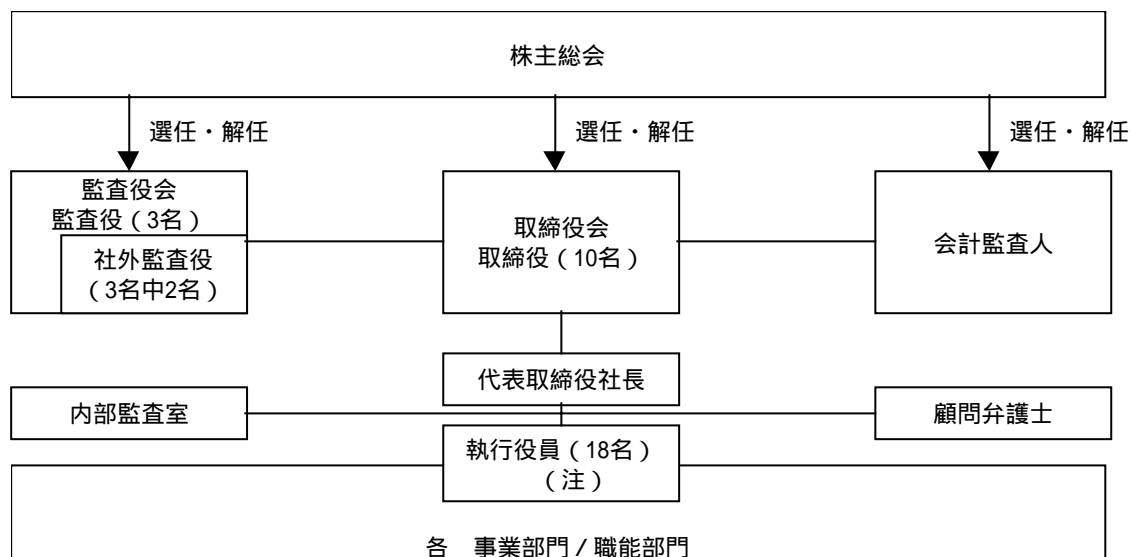 株主総会
選任・解任
選任・解任
選任・解任
監査役会
監査役（3名）
社外監査役
（3名中2名）
取締役会
取締役（10名）
会計監査人
代表取締役社長
内部監査室
顧問弁護士
執行役員（18名）
（注）
各　事業部門／職能部門